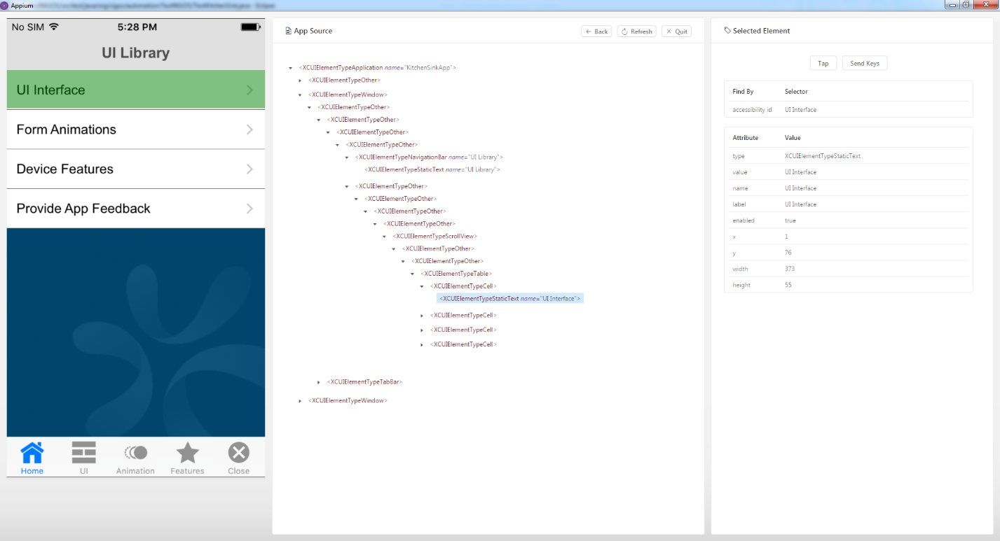 Appium
No SIM 5:28 PM
UI Library
UI Interface
Form Animations
Device Features
Provide App Feedback
Home UI Animation Features Close
App Source
Back Refresh Quit
<XCUIElementTypeApplication name="KitchenSinkApp">
<XCUIElementTypeOther>
<XCUIElementTypeWindow>
<XCUIElementTypeOther>
<XCUIElementTypeOther>
<XCUIElementTypeOther>
<XCUIElementTypeOther>
<XCUIElementTypeNavigationBar name="UI Library">
<XCUIElementTypeStaticText name="UI Library">
<XCUIElementTypeOther>
<XCUIElementTypeOther>
<XCUIElementTypeOther>
<XCUIElementTypeOther>
<XCUIElementTypeScrollView>
<XCUIElementTypeOther>
<XCUIElementTypeOther>
<XCUIElementTypeTable>
<XCUIElementTypeCell>
<XCUIElementTypeStaticText name="UI Interface">
<XCUIElementTypeCell>
<XCUIElementTypeCell>
<XCUIElementTypeCell>
<XCUIElementTypeTabBar>
<XCUIElementTypeWindow>
Selected Element
Tap Send Keys
Find By Selector
accessibility id UI Interface
Attribute Value
type XCUIElementTypeStaticText
value UI Interface
name UI Interface
label UI Interface
enabled true
x 1
y 76
width 373
height 55